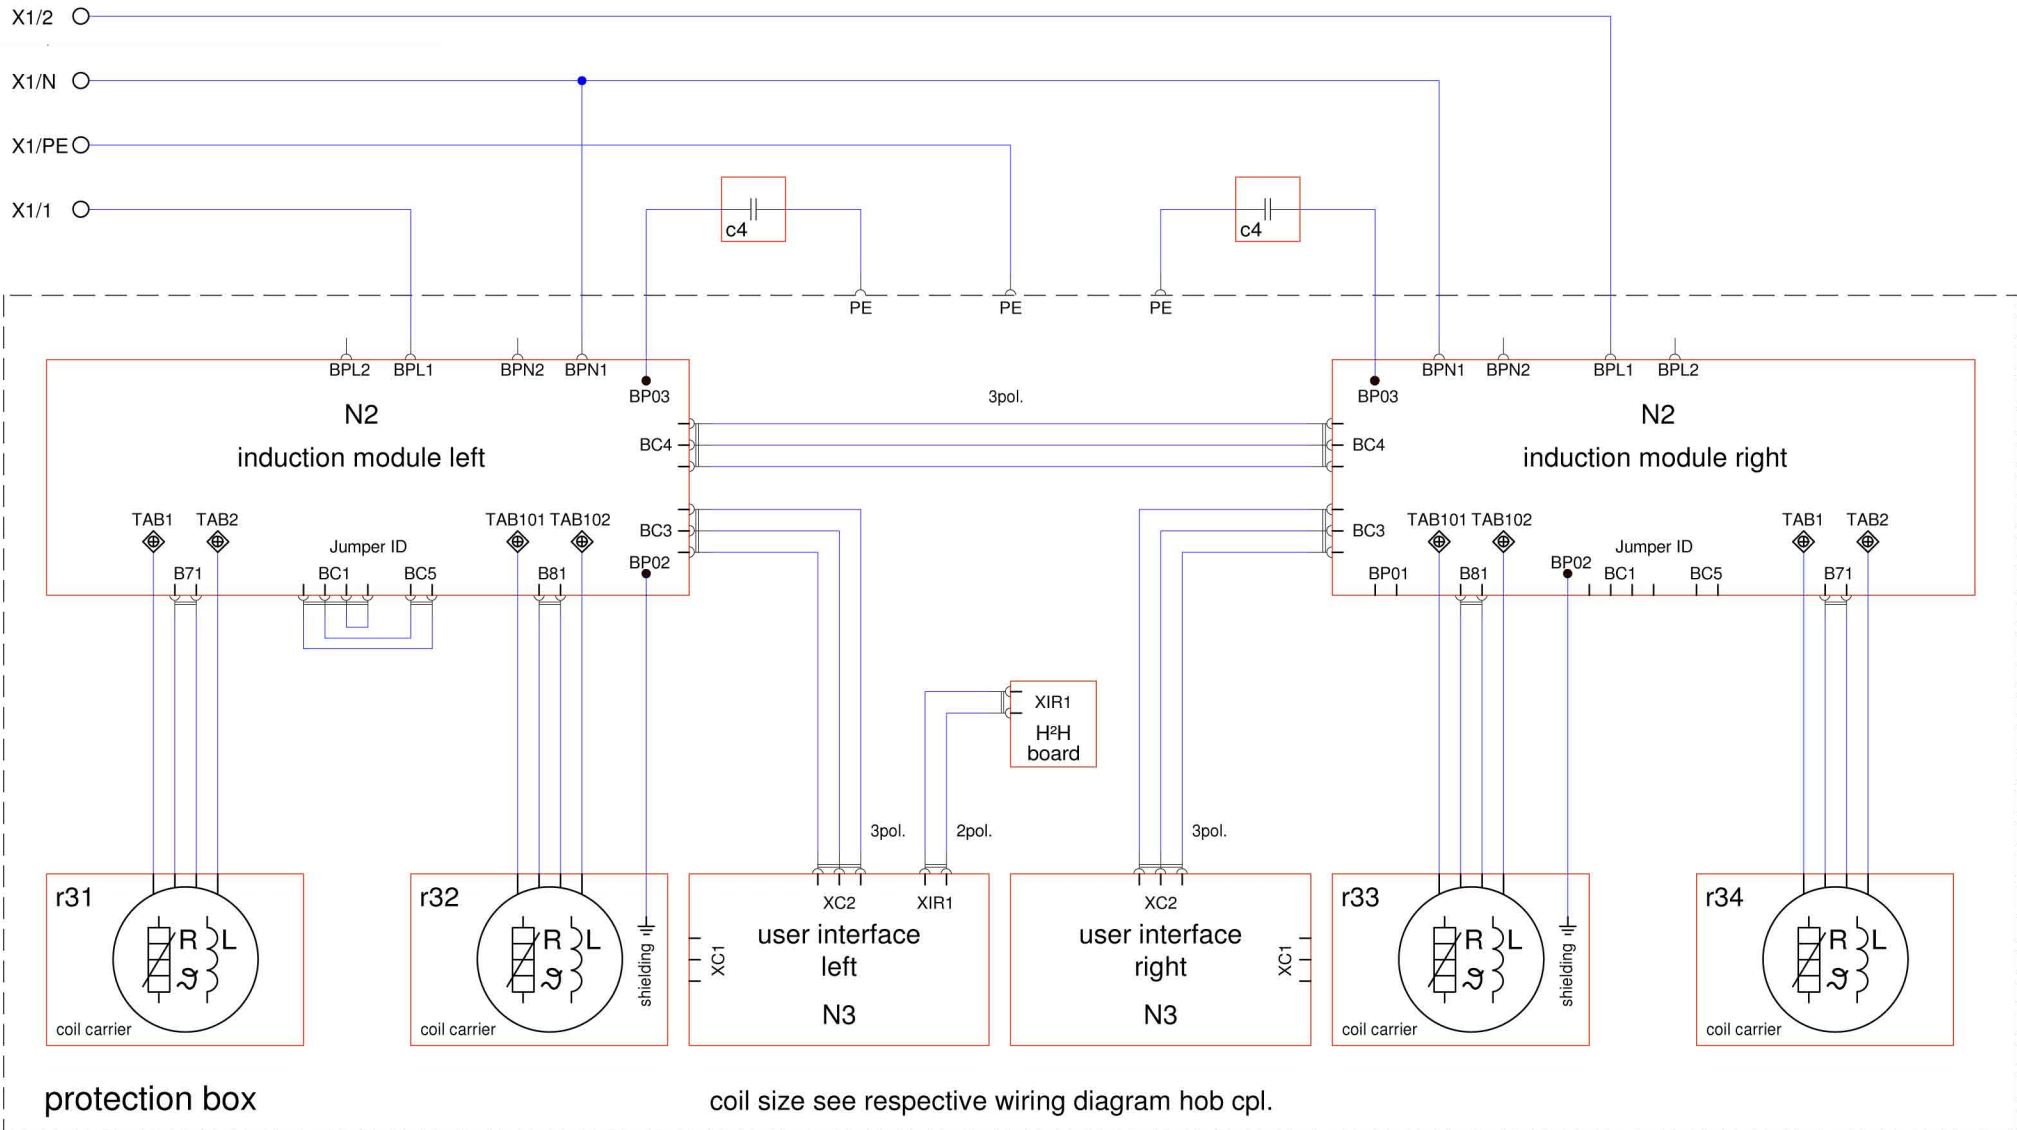 X1/2
X1/N
X1/PE
X1/1
c4
c4
PE
PE
PE
BPL2
BPL1
BPN2
BPN1
BP03
N2
induction module left
BC4
3pol.
BP03
BPN1
BPN2
BPL1
BPL2
N2
induction module right
BC4
TAB1
TAB2
Jumper ID
TAB101
TAB102
BC3
BP02
B71
BC1
BC5
B81
BC3
TAB101
TAB102
Jumper ID
TAB1
TAB2
BP01
B81
BP02
BC1
BC5
B71
XIR1
H²H
board
3pol.
2pol.
3pol.
r31
R
L
ϑ
coil carrier
r32
R
L
ϑ
coil carrier
shielding
XC2
XIR1
XC1
user interface
left
N3
XC2
user interface
right
XC1
N3
r33
R
L
ϑ
coil carrier
shielding
r34
R
L
ϑ
coil carrier
protection box
coil size see respective wiring diagram hob cpl.